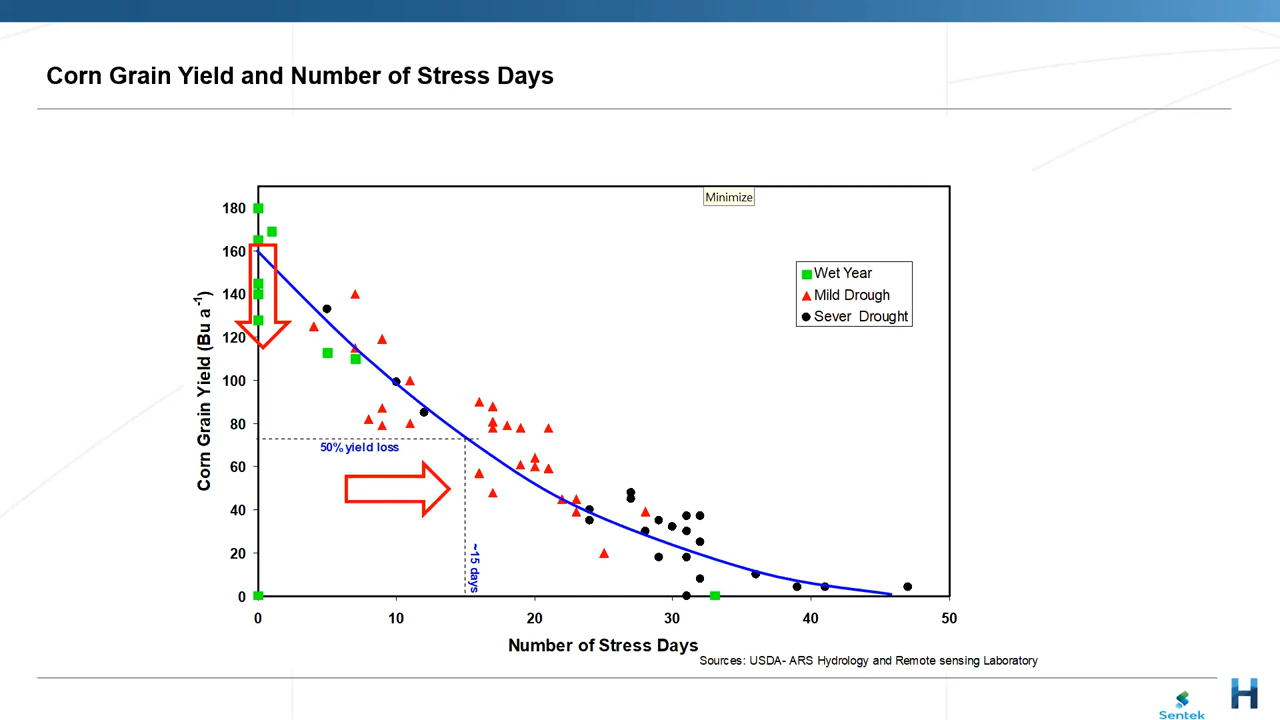 Corn Grain Yield and Number of Stress Days
Minimize
180
160
140
120
100
80
60
40
20
0
Corn Grain Yield (Bu a⁻¹)
Wet Year
Mild Drough
Sever Drought
50% yield loss
~15 days
0 10 20 30 40 50
Number of Stress Days
Sources: USDA- ARS Hydrology and Remote sensing Laboratory
Sentek
H